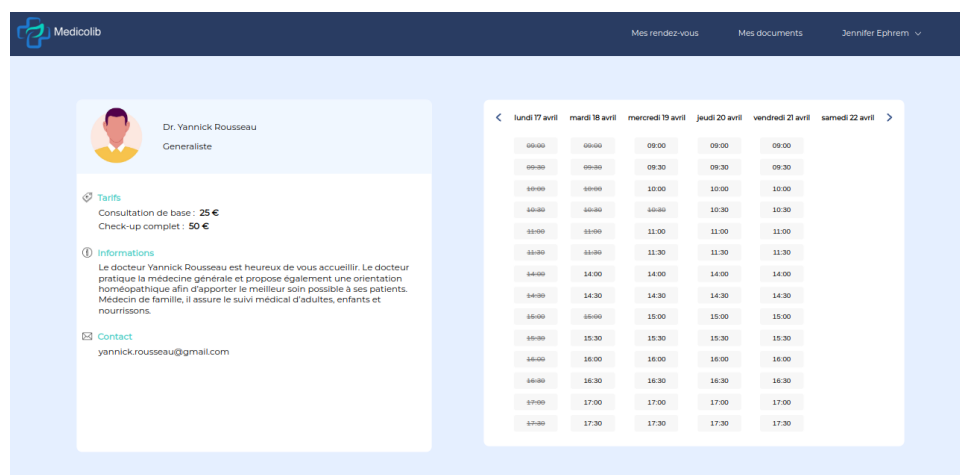 Medicolib
Mes rendez-vous Mes documents Jennifer Ephrem
Dr. Yannick Rousseau
Generaliste
Tarifs
Consultation de base : 25 €
Check-up complet : 50 €
Informations
Le docteur Yannick Rousseau est heureux de vous accueillir. Le docteur
pratique la médecine générale et propose également une orientation
homéopathique afin d'apporter le meilleur soin possible à ses patients.
Médecin de famille, il assure le suivi médical d'adultes, enfants et
nourrissons.
Contact
yannick.rousseau@gmail.com
lundi 17 avril mardi 18 avril mercredi 19 avril jeudi 20 avril vendredi 21 avril samedi 22 avril
09:00 09:00 09:00 09:00 09:00
09:30 09:30 09:30 09:30 09:30
10:00 10:00 10:00 10:00 10:00
10:30 10:30 10:30 10:30 10:30
11:00 11:00 11:00 11:00 11:00
11:30 11:30 11:30 11:30 11:30
14:00 14:00 14:00 14:00 14:00
14:30 14:30 14:30 14:30 14:30
15:00 15:00 15:00 15:00 15:00
15:30 15:30 15:30 15:30 15:30
16:00 16:00 16:00 16:00 16:00
16:30 16:30 16:30 16:30 16:30
17:00 17:00 17:00 17:00 17:00
17:30 17:30 17:30 17:30 17:30